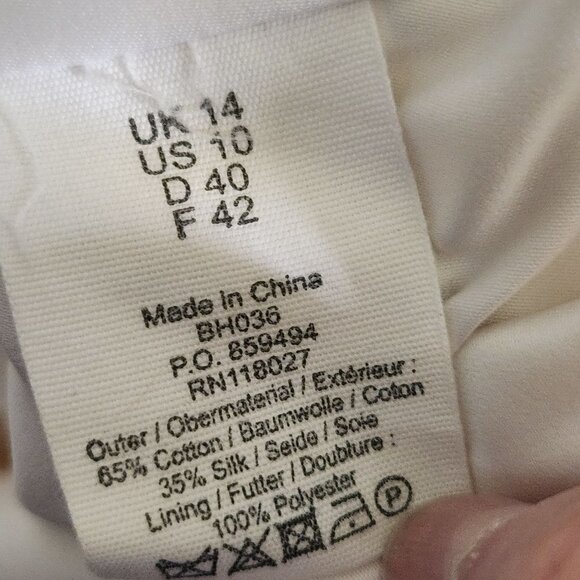 UK 14
US 10
D 40
F 42
Made In China
BH036
P.O. 859494
RN118027
Outer / Obermaterial / Extérieur :
65% Cotton / Baumwolle / Coton
35% Silk / Seide / Soie
Lining / Futter / Doublure :
100% Polyester
P